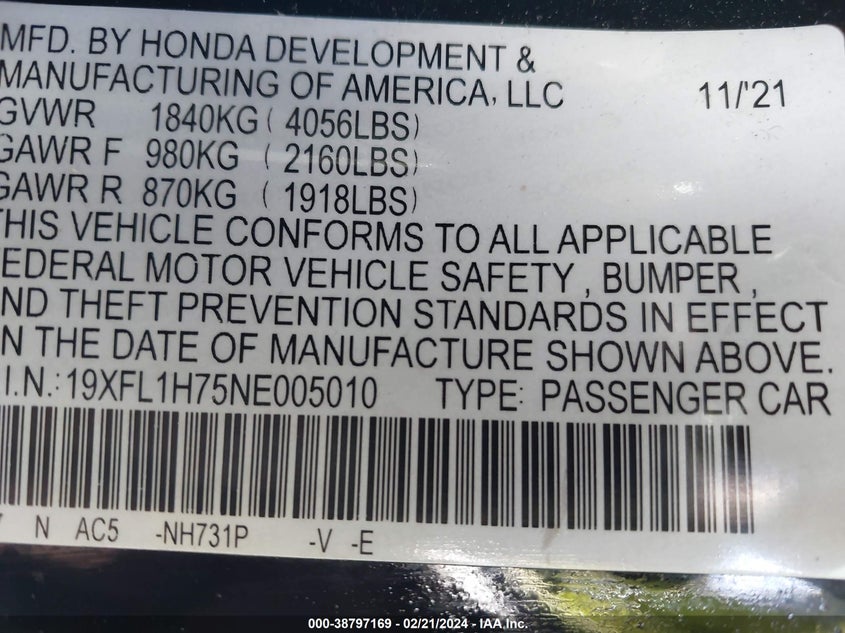 MFD. BY HONDA DEVELOPMENT &
MANUFACTURING OF AMERICA, LLC 11/'21
GVWR 1840KG ( 4056LBS)
GAWR F 980KG ( 2160LBS)
GAWR R 870KG ( 1918LBS)
THIS VEHICLE CONFORMS TO ALL APPLICABLE
EDERAL MOTOR VEHICLE SAFETY , BUMPER ,
ND THEFT PREVENTION STANDARDS IN EFFECT
N THE DATE OF MANUFACTURE SHOWN ABOVE.
I.N.: 19XFL1H75NE005010 TYPE: PASSENGER CAR
N AC5 -NH731P -V -E
000-38797169 - 02/21/2024 - IAA Inc.